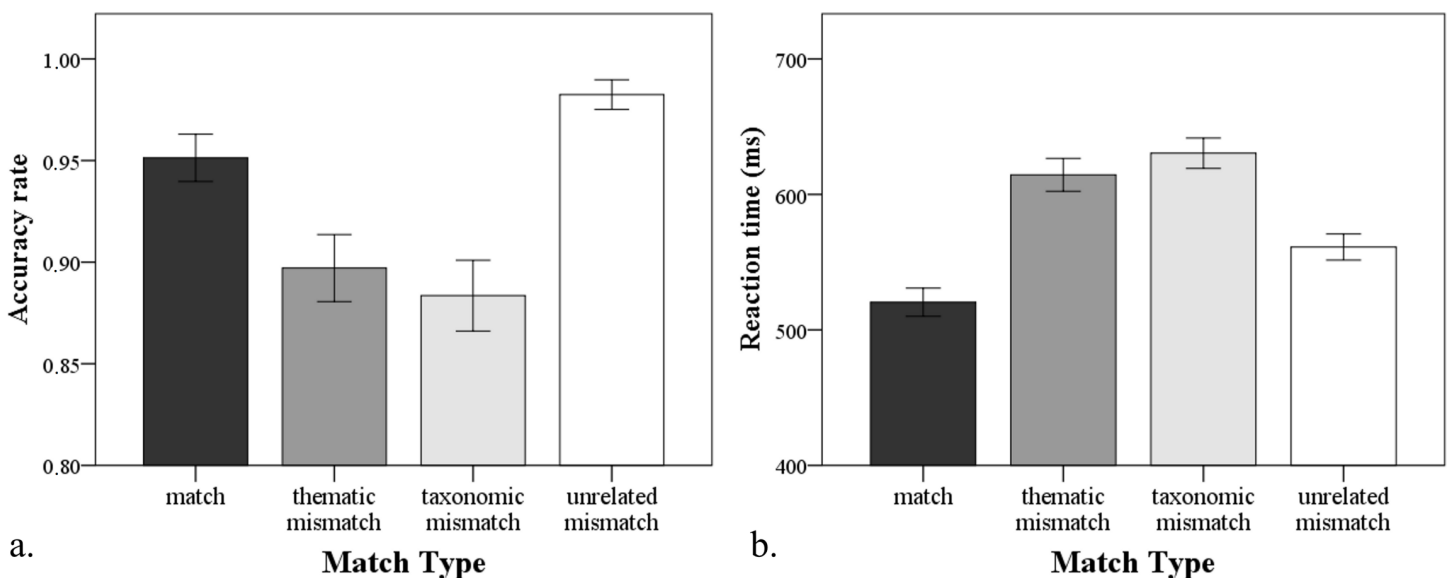 Accuracy rate
1.00
0.95
0.90
0.85
0.80
match
thematic
mismatch
taxonomic
mismatch
unrelated
mismatch
a.
Match Type
Reaction time (ms)
700
600
500
400
match
thematic
mismatch
taxonomic
mismatch
unrelated
mismatch
b.
Match Type